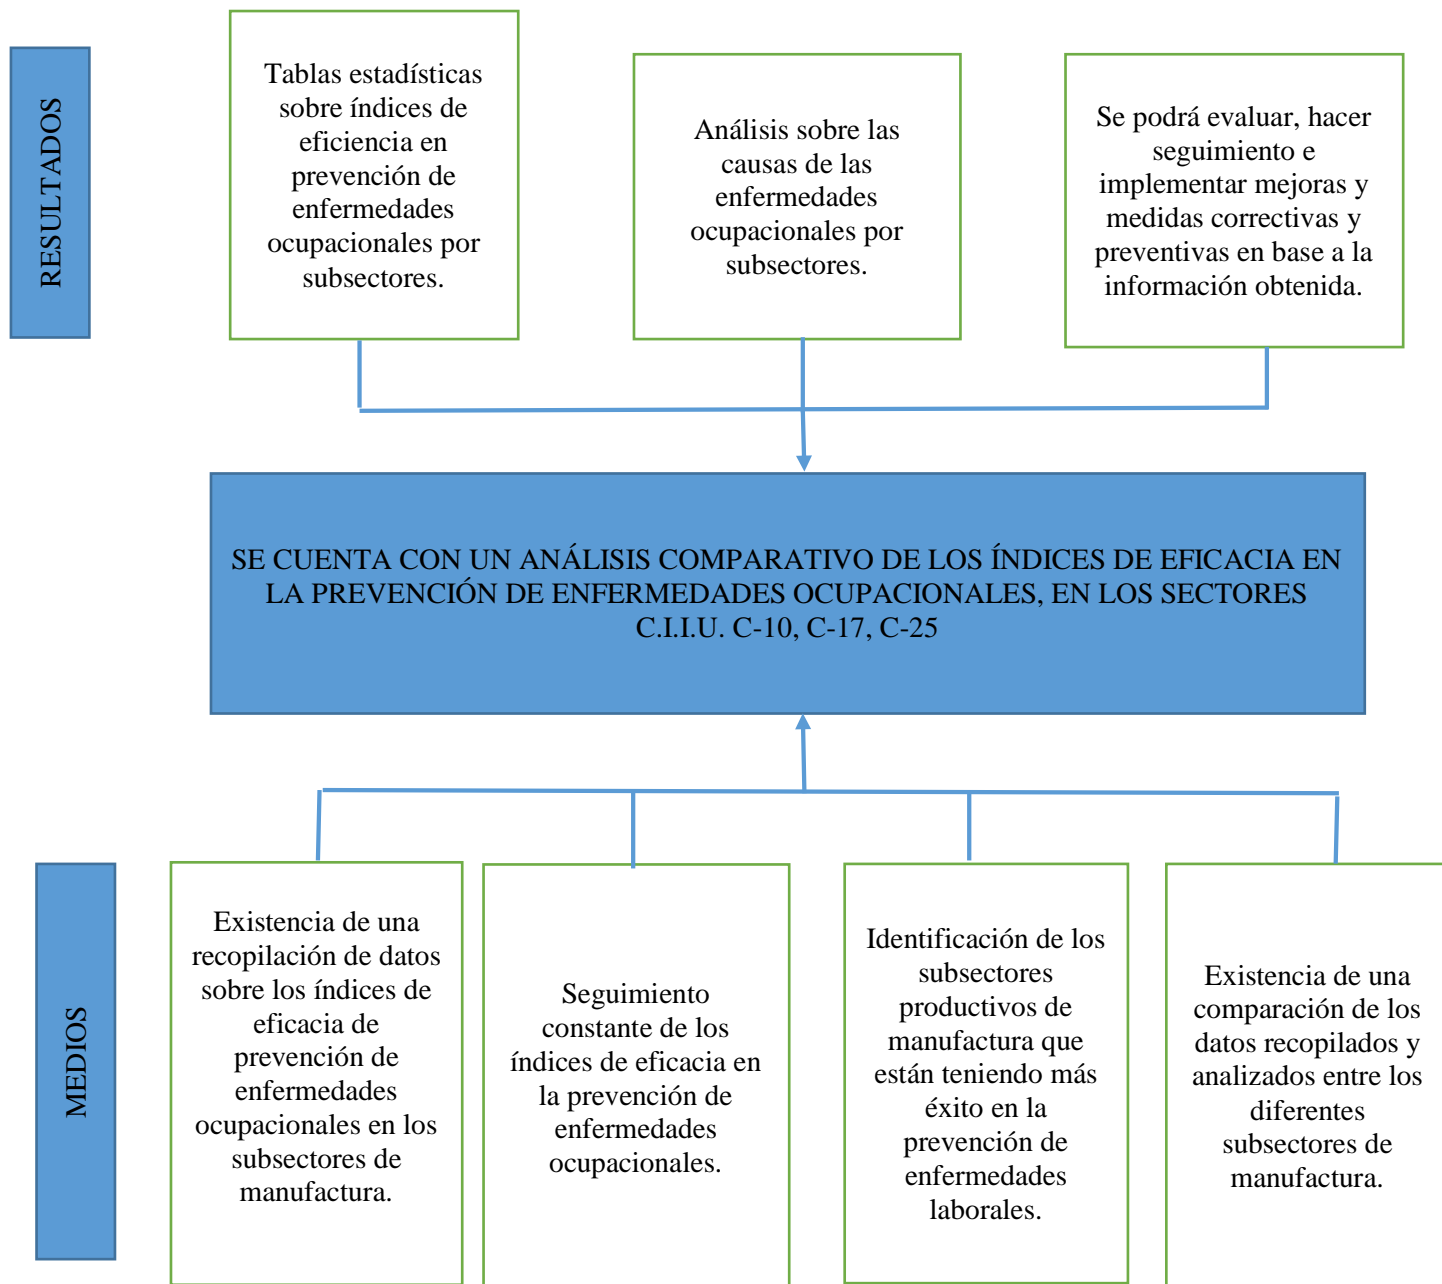 RESULTADOS
Tablas estadísticas
sobre índices de
eficiencia en
prevención de
enfermedades
ocupacionales por
subsectores.
Análisis sobre las
causas de las
enfermedades
ocupacionales por
subsectores.
Se podrá evaluar, hacer
seguimiento e
implementar mejoras y
medidas correctivas y
preventivas en base a la
información obtenida.
SE CUENTA CON UN ANÁLISIS COMPARATIVO DE LOS ÍNDICES DE EFICACIA EN
LA PREVENCIÓN DE ENFERMEDADES OCUPACIONALES, EN LOS SECTORES
C.I.I.U. C-10, C-17, C-25
MEDIOS
Existencia de una
recopilación de datos
sobre los índices de
eficacia de
prevención de
enfermedades
ocupacionales en los
subsectores de
manufactura.
Seguimiento
constante de los
índices de eficacia en
la prevención de
enfermedades
ocupacionales.
Identificación de los
subsectores
productivos de
manufactura que
están teniendo más
éxito en la
prevención de
enfermedades
laborales.
Existencia de una
comparación de los
datos recopilados y
analizados entre los
diferentes
subsectores de
manufactura.